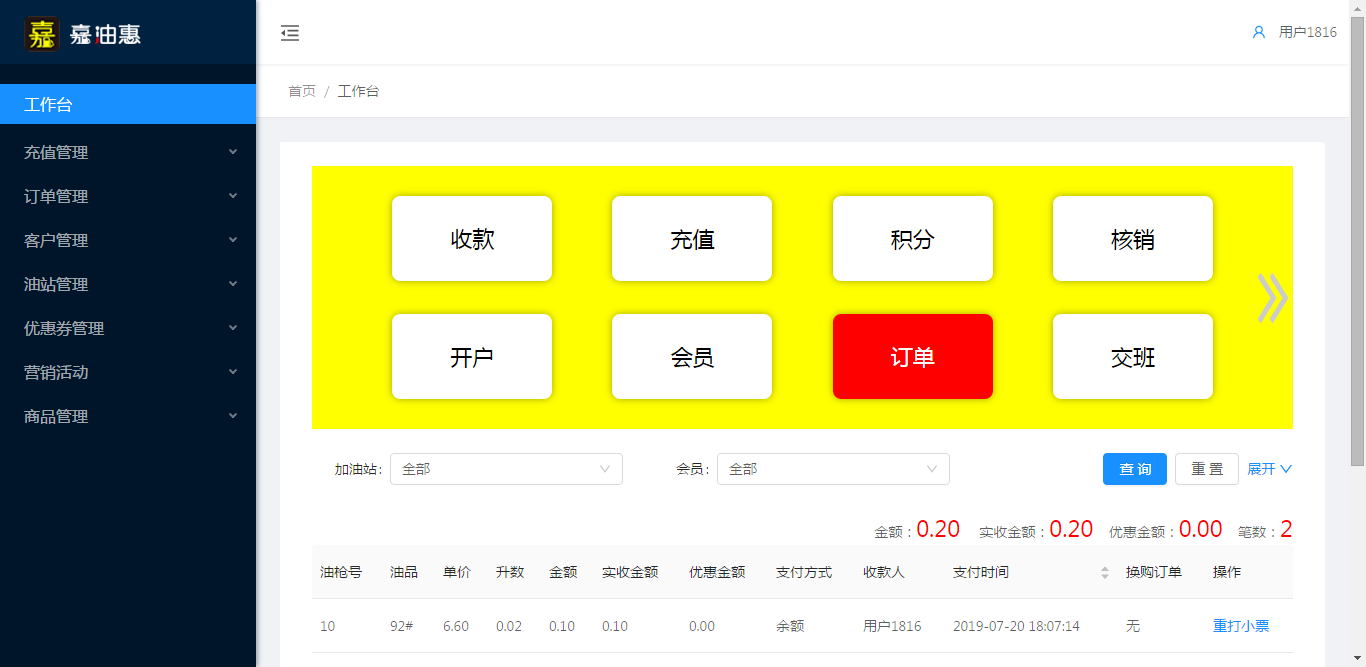 嘉 嘉油惠
用户1816
首页 / 工作台
工作台
充值管理
订单管理
客户管理
油站管理
优惠券管理
营销活动
商品管理
收款 充值 积分 核销
开户 会员 订单 交班
加油站: 全部 会员: 全部 查 询 重 置 展开
金额：0.20 实收金额：0.20 优惠金额：0.00 笔数：2
油枪号 油品 单价 升数 金额 实收金额 优惠金额 支付方式 收款人 支付时间 换购订单 操作
10 92# 6.60 0.02 0.10 0.10 0.00 余额 用户1816 2019-07-20 18:07:14 无 重打小票